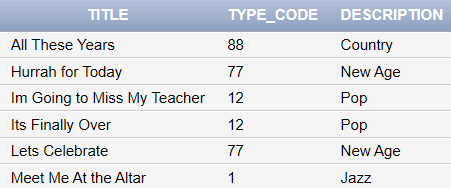 TITLE TYPE_CODE DESCRIPTION
All These Years 88 Country
Hurrah for Today 77 New Age
Im Going to Miss My Teacher 12 Pop
Its Finally Over 12 Pop
Lets Celebrate 77 New Age
Meet Me At the Altar 1 Jazz